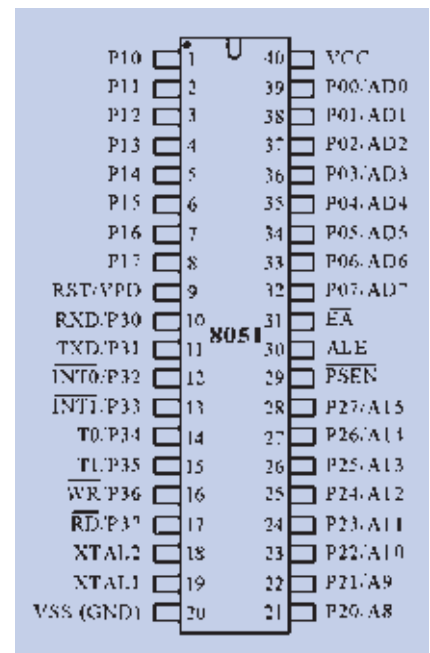 P10 1 40 VCC
P11 2 39 P00/AD0
P12 3 38 P01/AD1
P13 4 37 P02/AD2
P14 5 36 P03/AD3
P15 6 35 P04/AD4
P16 7 34 P05/AD5
P17 8 33 P06/AD6
RST/VPD 9 32 P07/AD7
RXD/P30 10 31 EA
8051
TXD/P31 11 30 ALE
INT0/P32 12 29 PSEN
INT1/P33 13 28 P27/A15
T0/P34 14 27 P26/A14
T1/P35 15 26 P25/A13
WR/P36 16 25 P24/A12
RD/P37 17 24 P23/A11
XTAL2 18 23 P22/A10
XTAL1 19 22 P21/A9
VSS (GND) 20 21 P20/A8